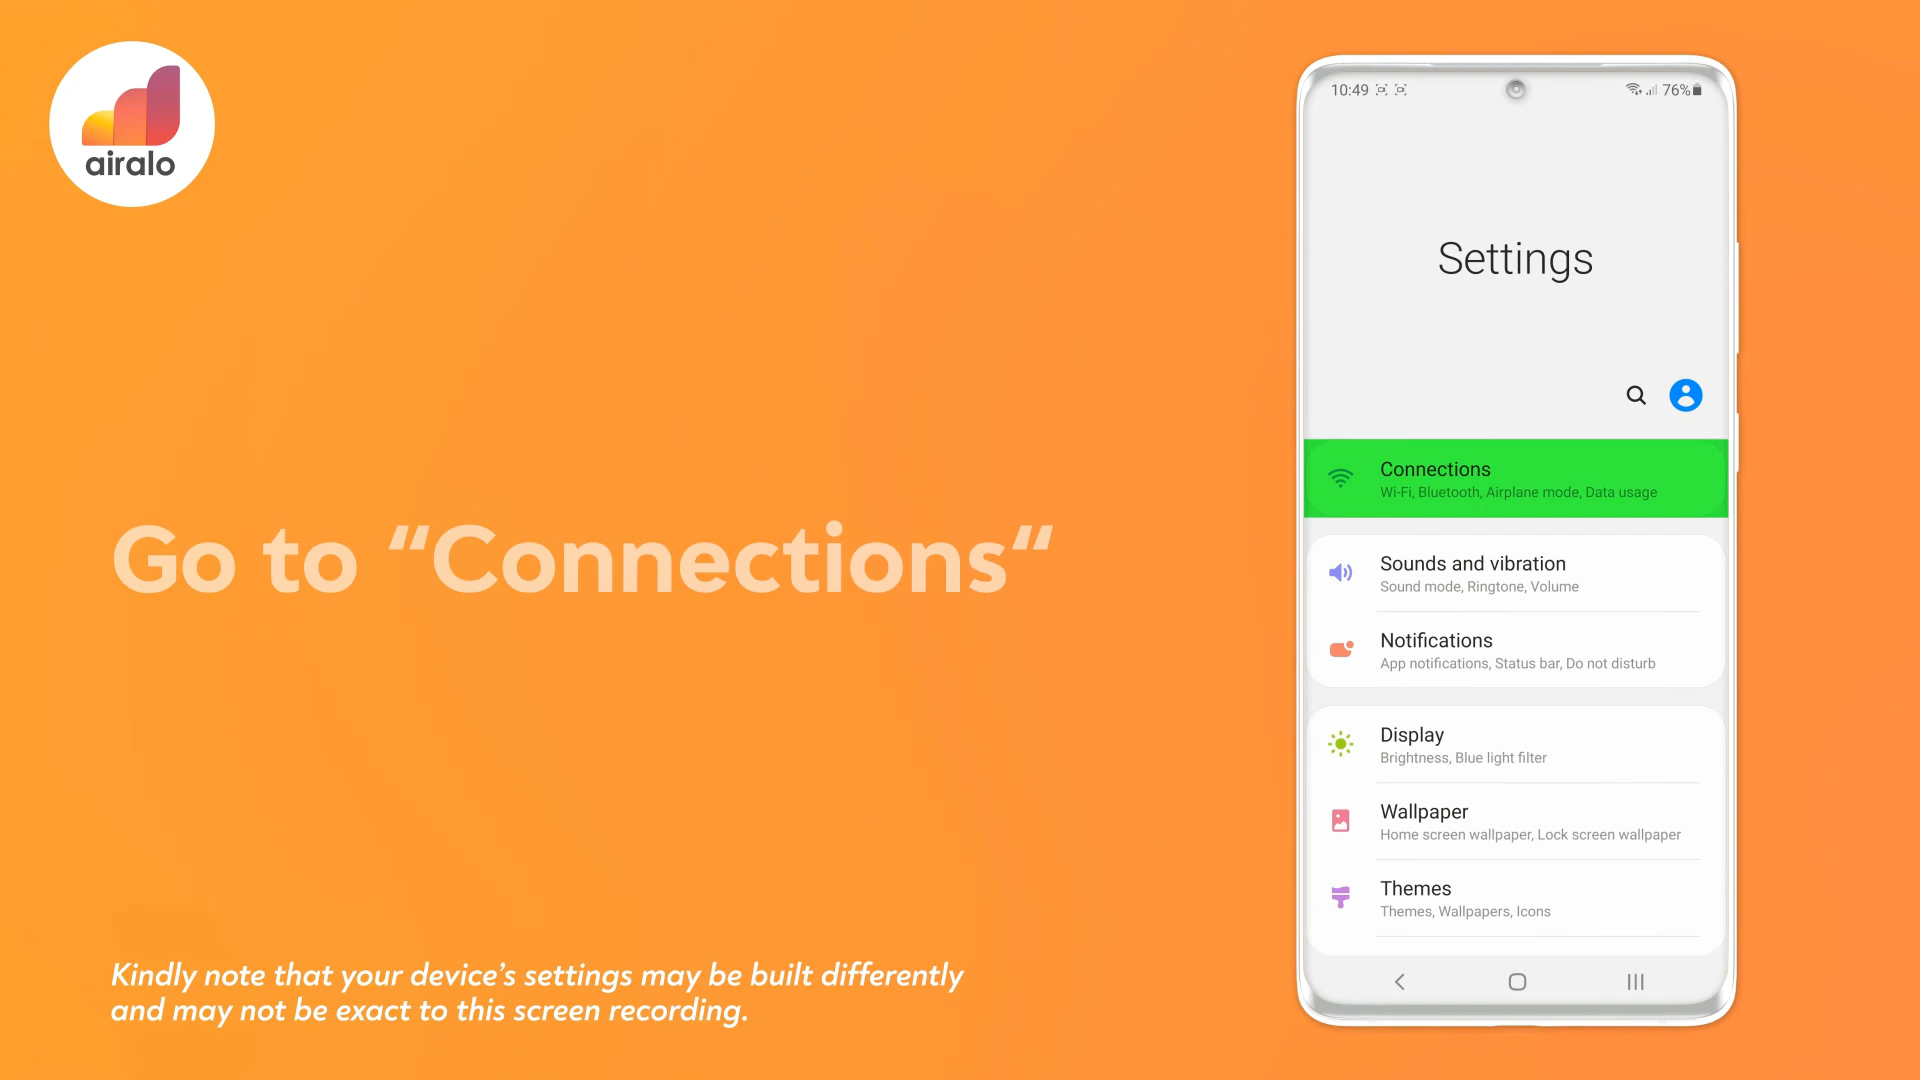 airalo
Go to “Connections“
Kindly note that your device’s settings may be built differently
and may not be exact to this screen recording.
10:49
76%
Settings
Connections
Wi-Fi, Bluetooth, Airplane mode, Data usage
Sounds and vibration
Sound mode, Ringtone, Volume
Notifications
App notifications, Status bar, Do not disturb
Display
Brightness, Blue light filter
Wallpaper
Home screen wallpaper, Lock screen wallpaper
Themes
Themes, Wallpapers, Icons